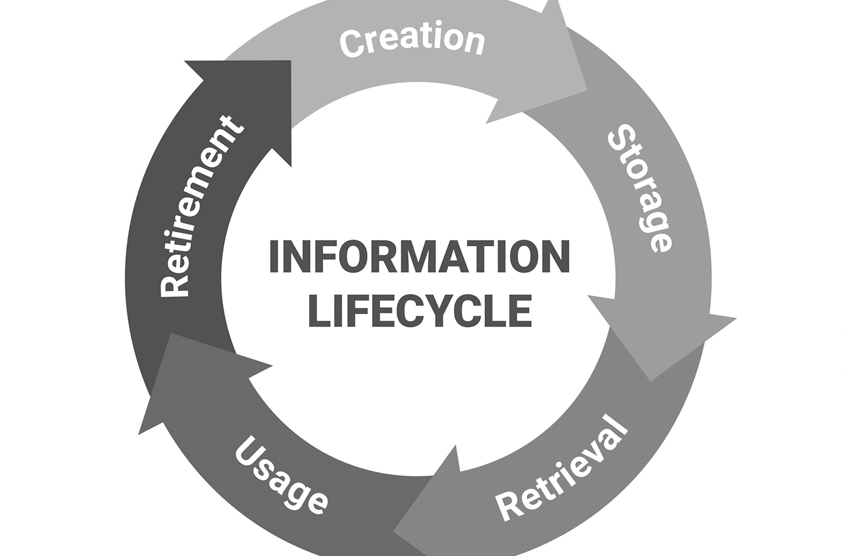 Creation
Storage
Retrieval
Usage
Retirement
INFORMATION
LIFECYCLE